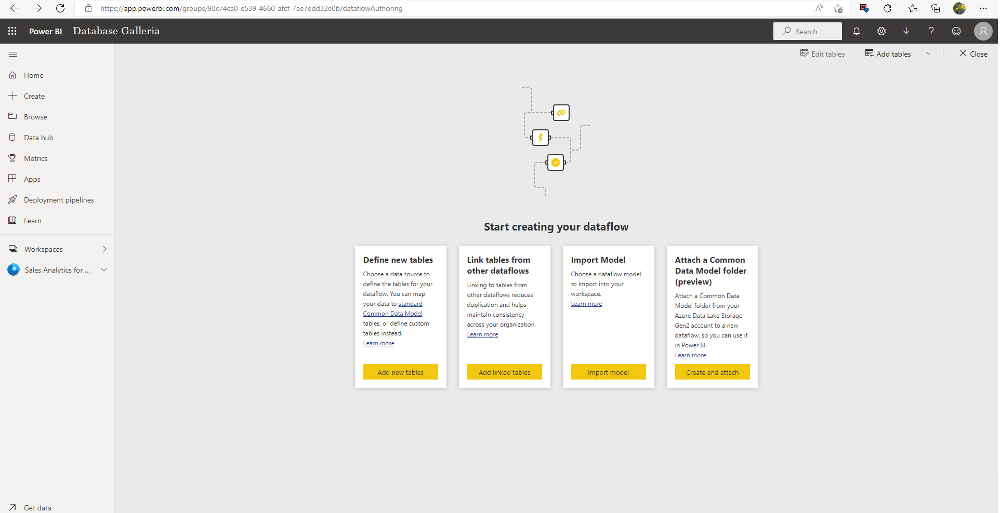 https://app.powerbi.com/groups/98c74ca0-e539-4660-afcf-7ae7edd32e0b/dataflowAuthoring
Power BI Database Galleria Search
Edit tables Add tables Close
Home
Create
Browse
Data hub
Metrics
Apps
Deployment pipelines
Learn
Workspaces
Sales Analytics for ...
Get data
Start creating your dataflow
Define new tables
Choose a data source to
define the tables for your
dataflow. You can map
your data to standard
Common Data Model
tables, or define custom
tables instead.
Learn more
Add new tables
Link tables from
other dataflows
Linking to tables from
other dataflows reduces
duplication and helps
maintain consistency
across your organization.
Learn more
Add linked tables
Import Model
Choose a dataflow model
to import into your
workspace.
Learn more
Import model
Attach a Common
Data Model folder
(preview)
Attach a Common Data
Model folder from your
Azure Data Lake Storage
Gen2 account to a new
dataflow, so you can use it
in Power BI.
Learn more
Create and attach